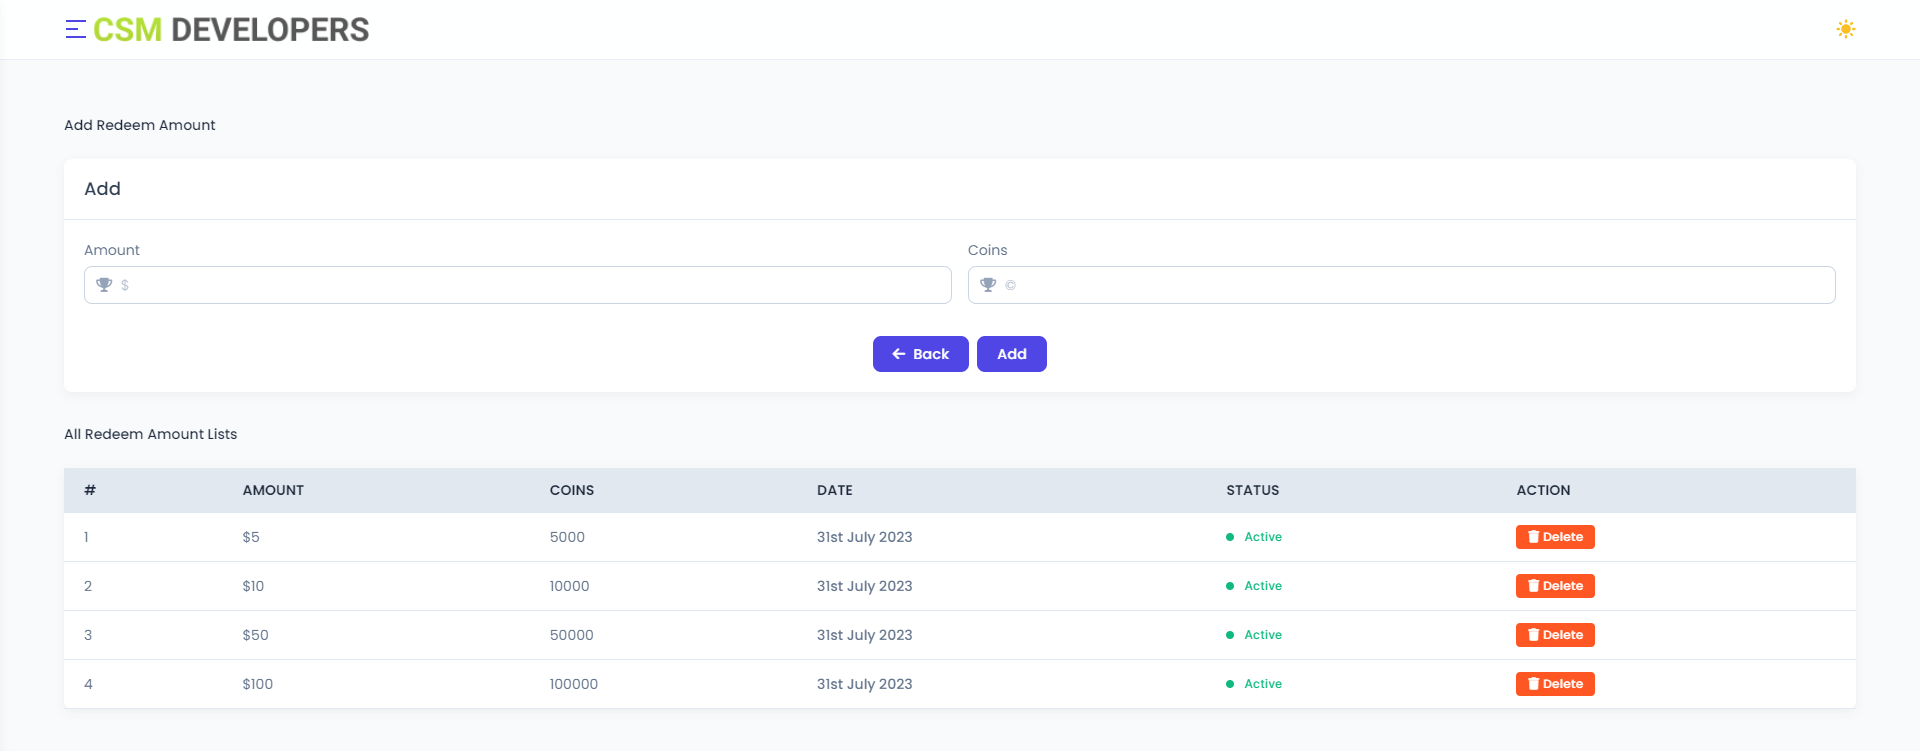 CSM DEVELOPERS
Add Redeem Amount
Add
Amount Coins
$ ©
Back Add
All Redeem Amount Lists
# AMOUNT COINS DATE STATUS ACTION
1 $5 5000 31st July 2023 Active Delete
2 $10 10000 31st July 2023 Active Delete
3 $50 50000 31st July 2023 Active Delete
4 $100 100000 31st July 2023 Active Delete